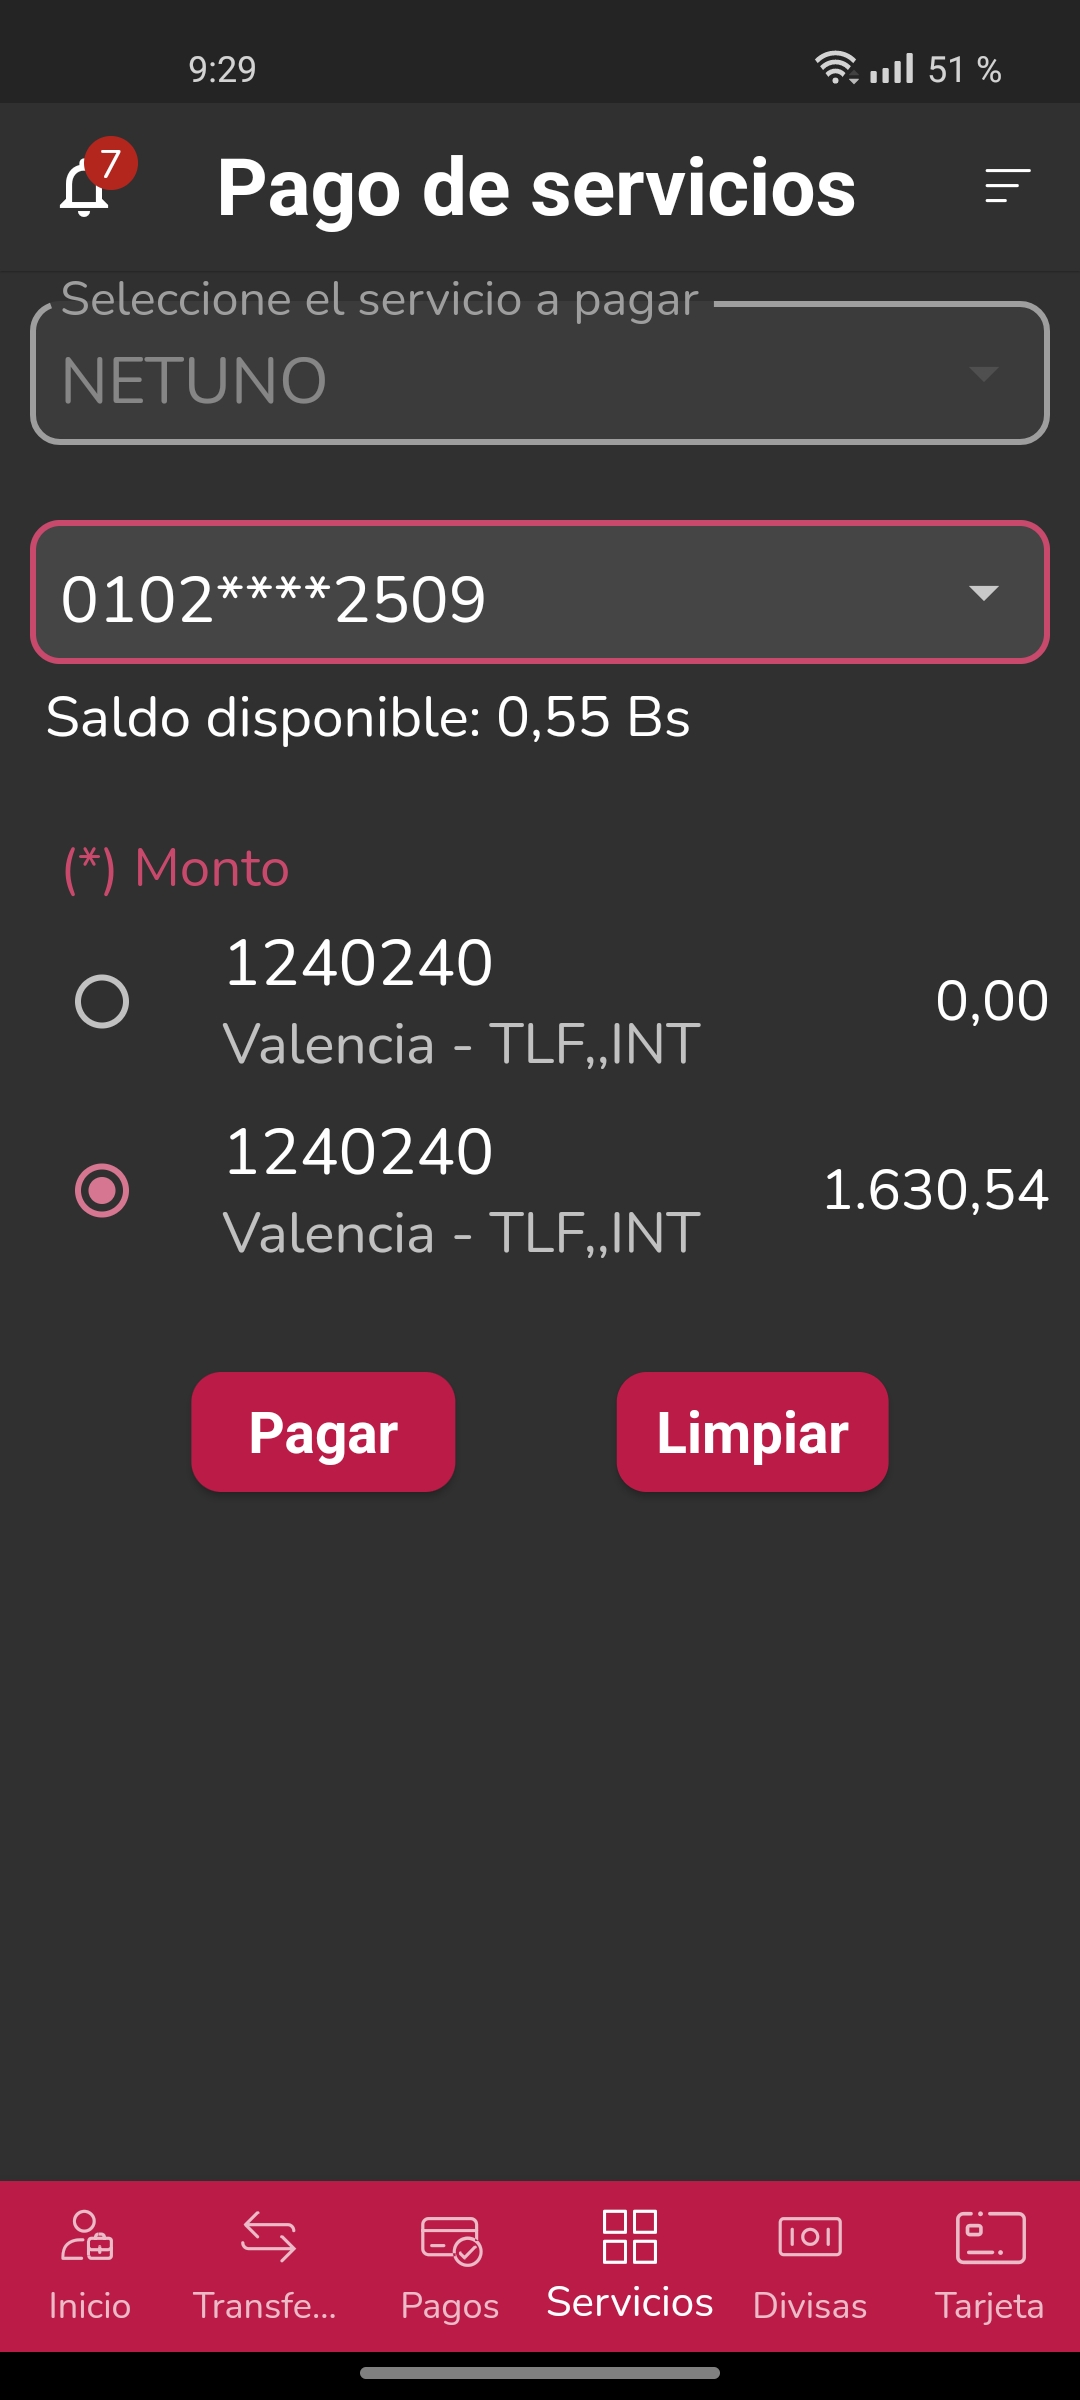 9:29
51 %
7
Pago de servicios
Seleccione el servicio a pagar
NETUNO
0102****2509
Saldo disponible: 0,55 Bs
(*) Monto
1240240
Valencia - TLF,,INT
0,00
1240240
Valencia - TLF,,INT
1.630,54
Pagar
Limpiar
Inicio
Transfe...
Pagos
Servicios
Divisas
Tarjeta